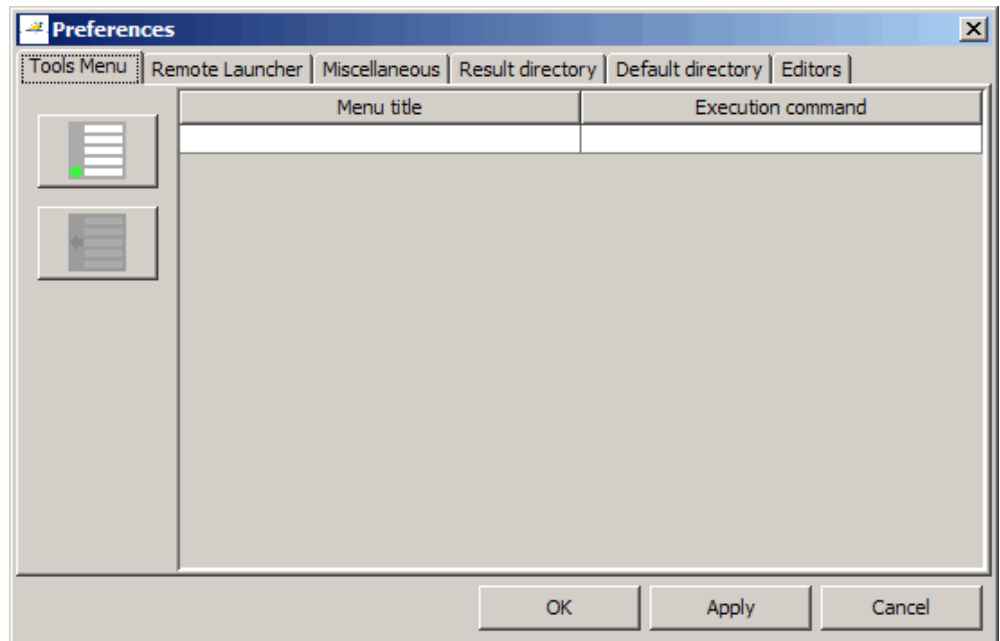 Preferences
Tools Menu Remote Launcher Miscellaneous Result directory Default directory Editors
Menu title Execution command
OK Apply Cancel